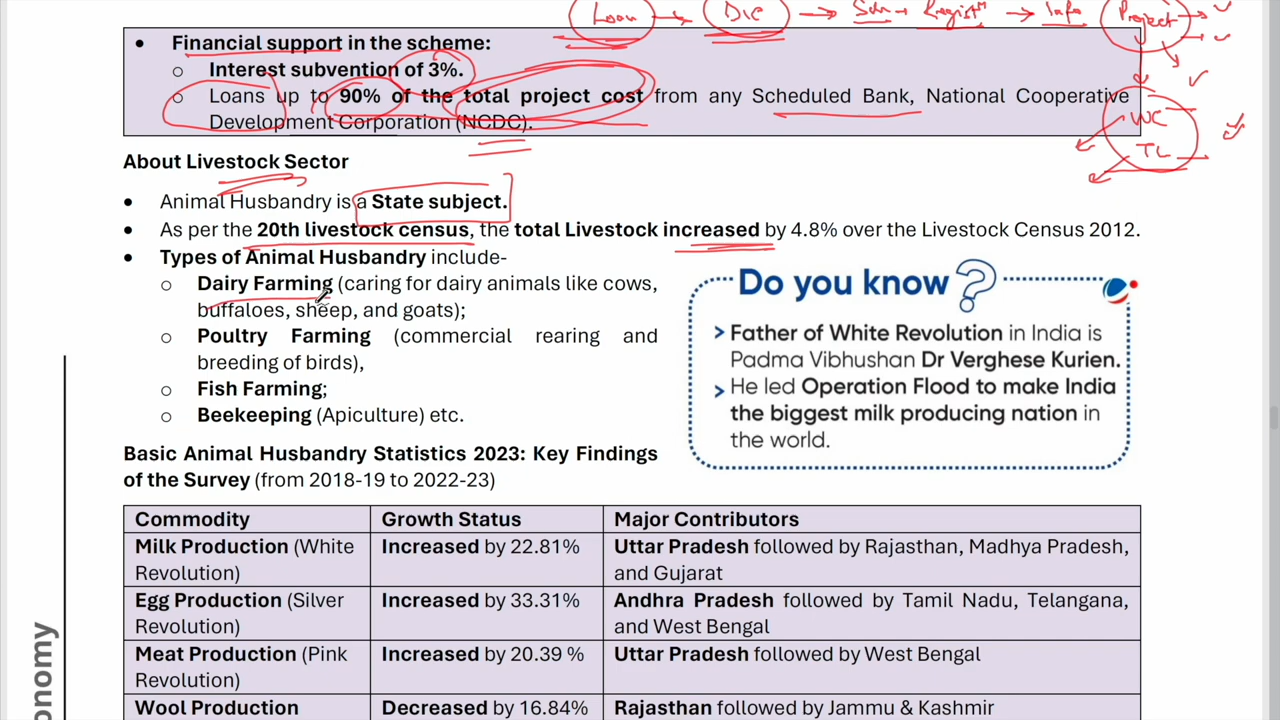 Loan → DIC → Sch → Registn → Info Project
• Financial support in the scheme:
o Interest subvention of 3%.
o Loans up to 90% of the total project cost from any Scheduled Bank, National Cooperative
Development Corporation (NCDC).
WC
TL
About Livestock Sector
• Animal Husbandry is a State subject.
• As per the 20th livestock census, the total Livestock increased by 4.8% over the Livestock Census 2012.
• Types of Animal Husbandry include-
o Dairy Farming (caring for dairy animals like cows,
buffaloes, sheep, and goats);
o Poultry Farming (commercial rearing and
breeding of birds),
o Fish Farming;
o Beekeeping (Apiculture) etc.
Do you know?
> Father of White Revolution in India is
Padma Vibhushan Dr Verghese Kurien.
> He led Operation Flood to make India
the biggest milk producing nation in
the world.
Basic Animal Husbandry Statistics 2023: Key Findings
of the Survey (from 2018-19 to 2022-23)
Commodity Growth Status Major Contributors
Milk Production (White Increased by 22.81% Uttar Pradesh followed by Rajasthan, Madhya Pradesh,
Revolution) and Gujarat
Egg Production (Silver Increased by 33.31% Andhra Pradesh followed by Tamil Nadu, Telangana,
Revolution) and West Bengal
Meat Production (Pink Increased by 20.39 % Uttar Pradesh followed by West Bengal
Revolution)
Wool Production Decreased by 16.84% Rajasthan followed by Jammu & Kashmir
onomy